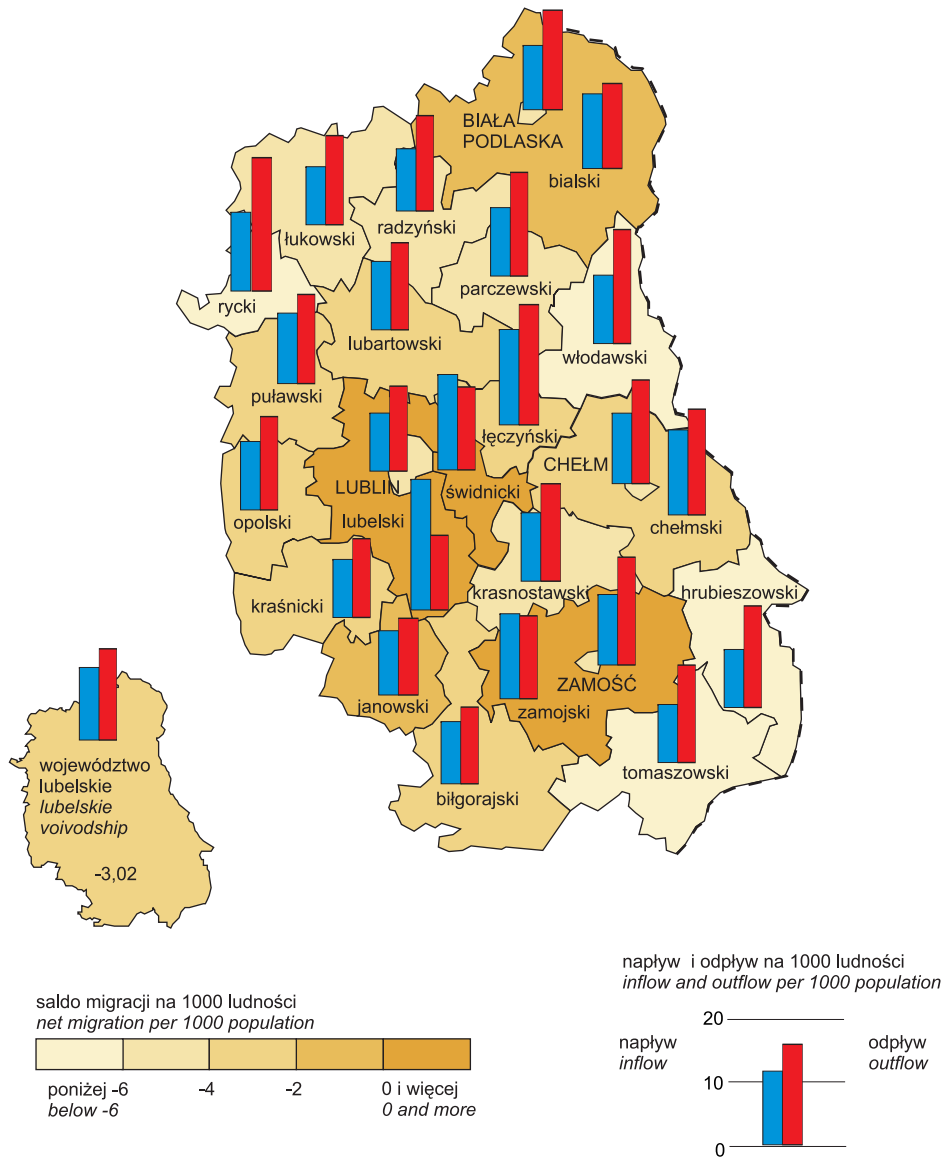 BIAŁA
PODLASKA
bialski
łukowski
radzyński
parczewski
rycki
lubartowski
włodawski
puławski
łęczyński
CHEŁM
LUBLIN
świdnicki
opolski
lubelski
chełmski
kraśnicki
krasnostawski
hrubieszowski
ZAMOŚĆ
janowski
zamojski
tomaszowski
biłgorajski
województwo
lubelskie
lubelskie
voivodship
-3,02
napływ i odpływ na 1000 ludności
inflow and outflow per 1000 population
20
napływ
inflow
odpływ
outflow
10
0
saldo migracji na 1000 ludności
net migration per 1000 population
poniżej -6
below -6
-4
-2
0 i więcej
0 and more